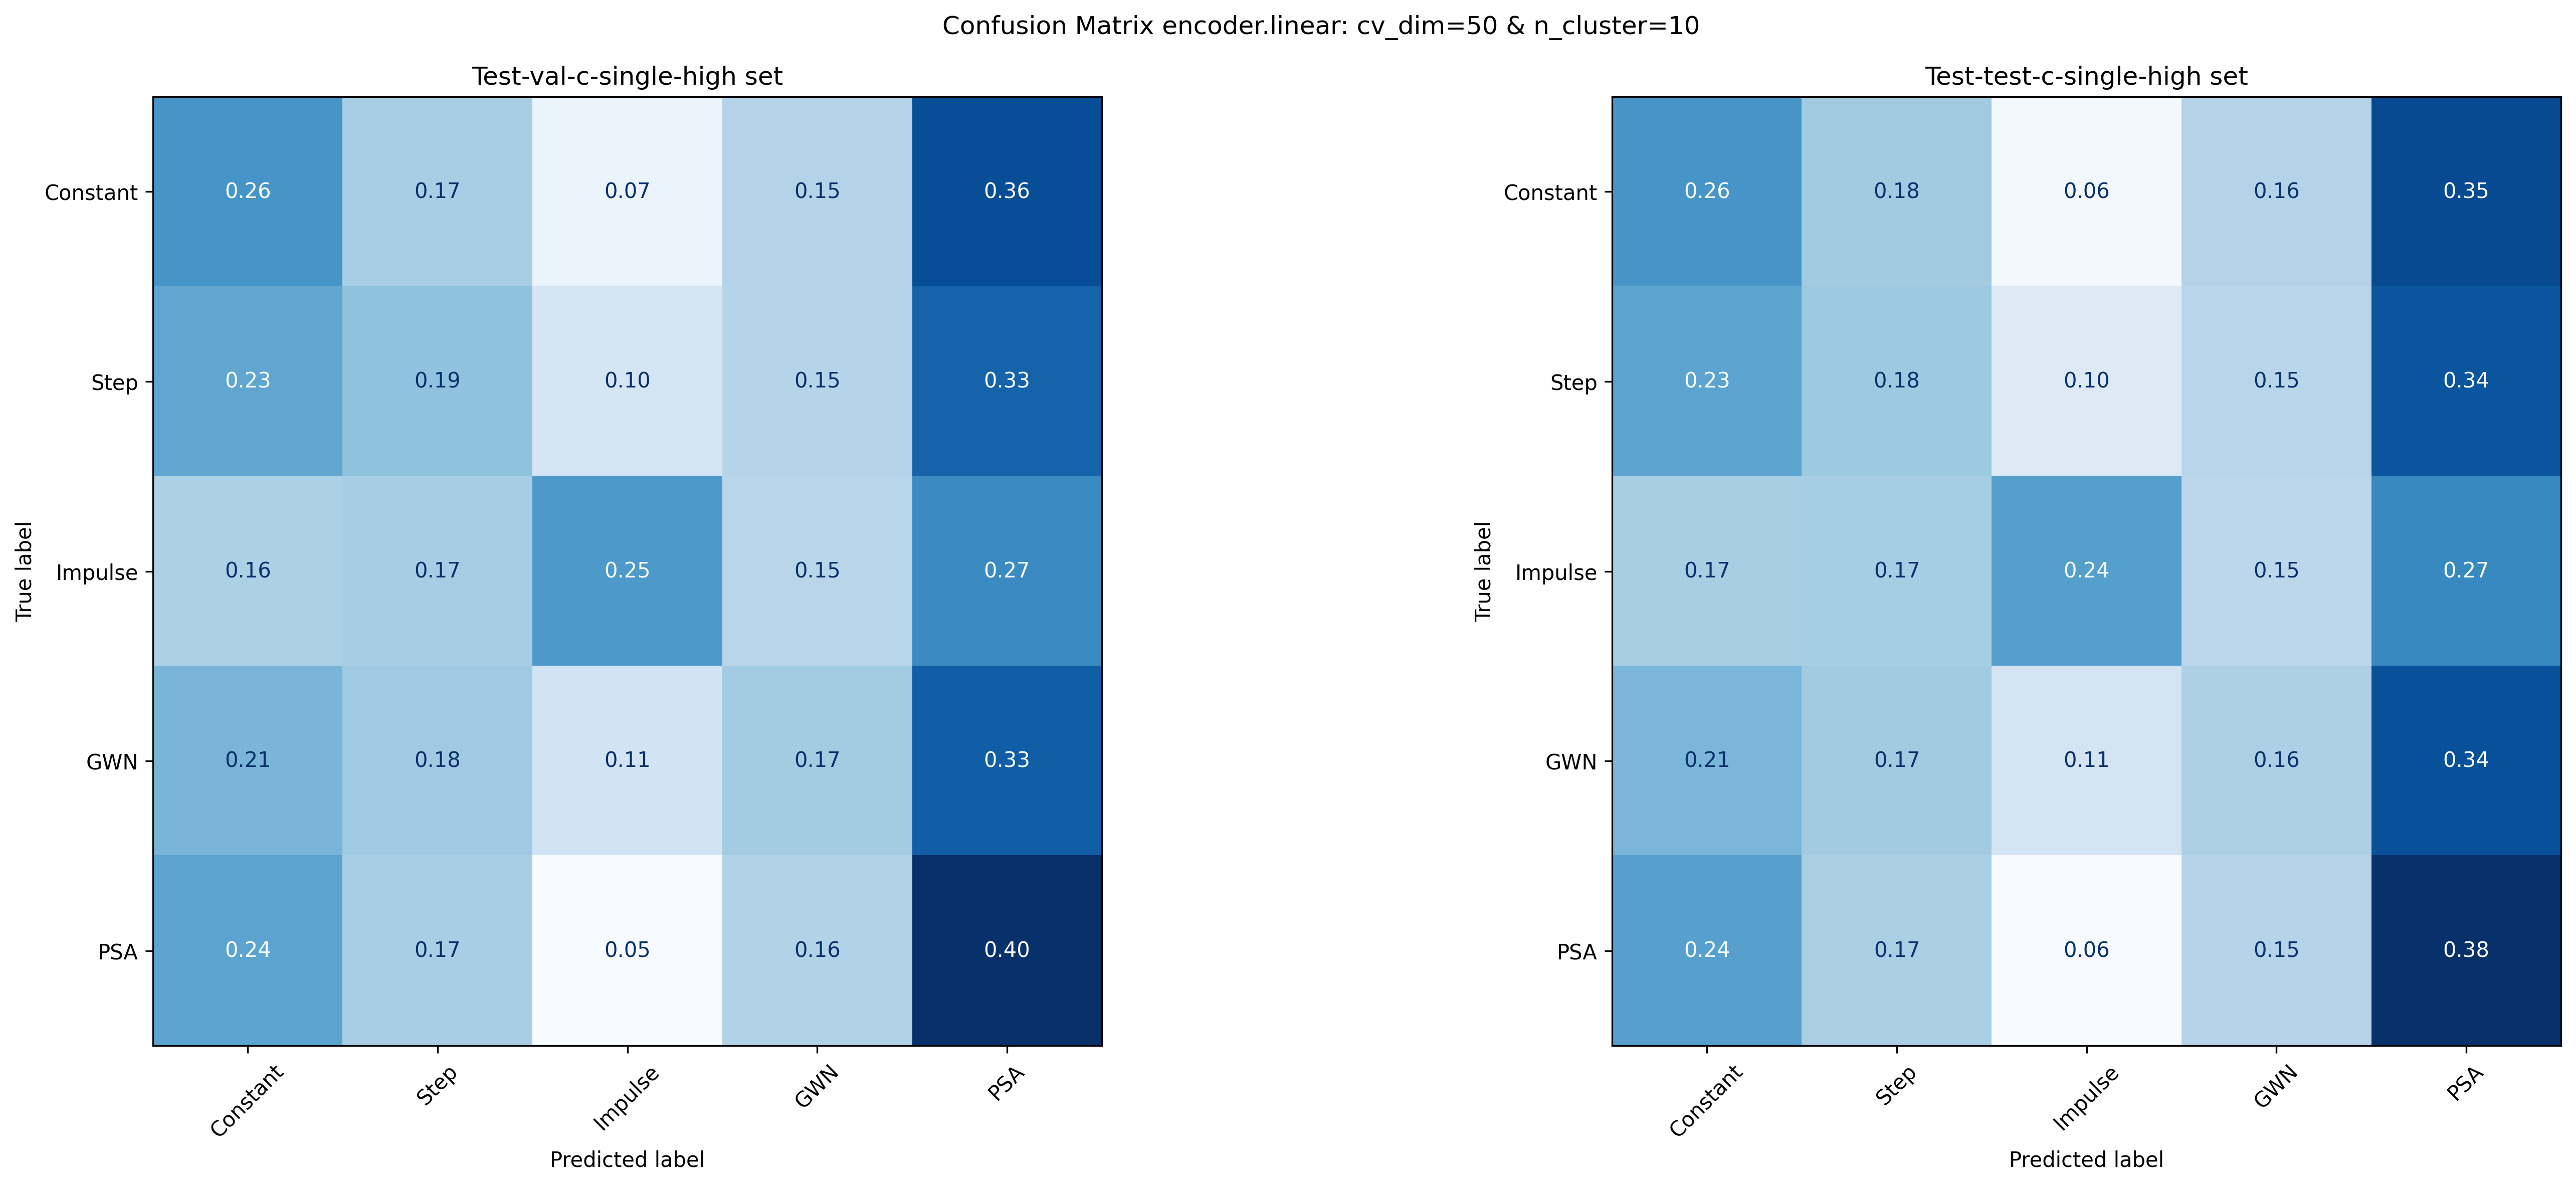 Confusion Matrix encoder.linear: cv_dim=50 & n_cluster=10
Test-val-c-single-high set
True label
Constant 0.26 0.17 0.07 0.15 0.36
Step 0.23 0.19 0.10 0.15 0.33
Impulse 0.16 0.17 0.25 0.15 0.27
GWN 0.21 0.18 0.11 0.17 0.33
PSA 0.24 0.17 0.05 0.16 0.40
Constant Step Impulse GWN PSA
Predicted label
Test-test-c-single-high set
True label
Constant 0.26 0.18 0.06 0.16 0.35
Step 0.23 0.18 0.10 0.15 0.34
Impulse 0.17 0.17 0.24 0.15 0.27
GWN 0.21 0.17 0.11 0.16 0.34
PSA 0.24 0.17 0.06 0.15 0.38
Constant Step Impulse GWN PSA
Predicted label